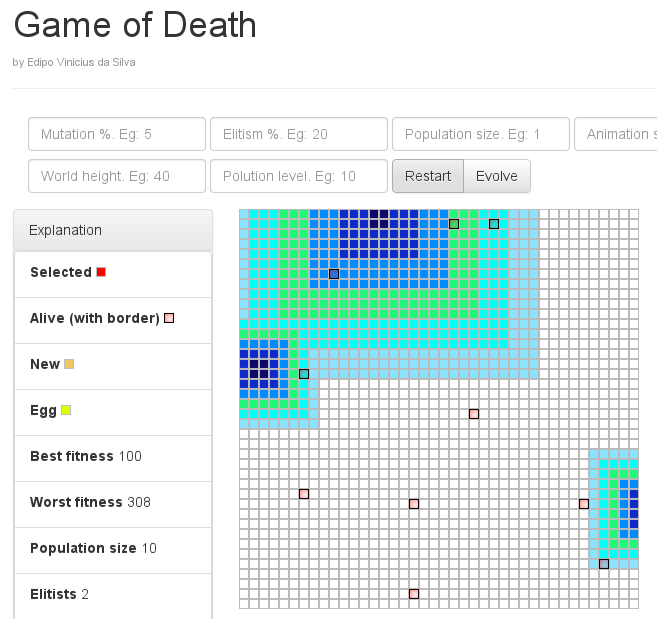 Game of Death
by Edipo Vinicius da Silva
Mutation %. Eg: 5
Elitism %. Eg: 20
Population size. Eg: 1
Animation s
World height. Eg: 40
Polution level. Eg: 10
Restart
Evolve
Explanation
Selected
Alive (with border)
New
Egg
Best fitness 100
Worst fitness 308
Population size 10
Elitists 2